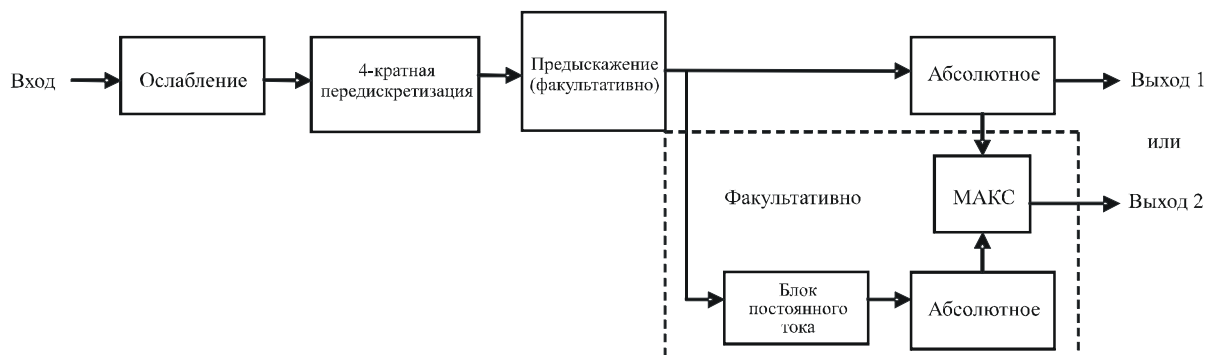 Вход
Ослабление
4-кратная
передискретизация
Предыскажение
(факультативно)
Абсолютное
Выход 1
или
Факультативно
МАКС
Выход 2
Блок
постоянного
тока
Абсолютное